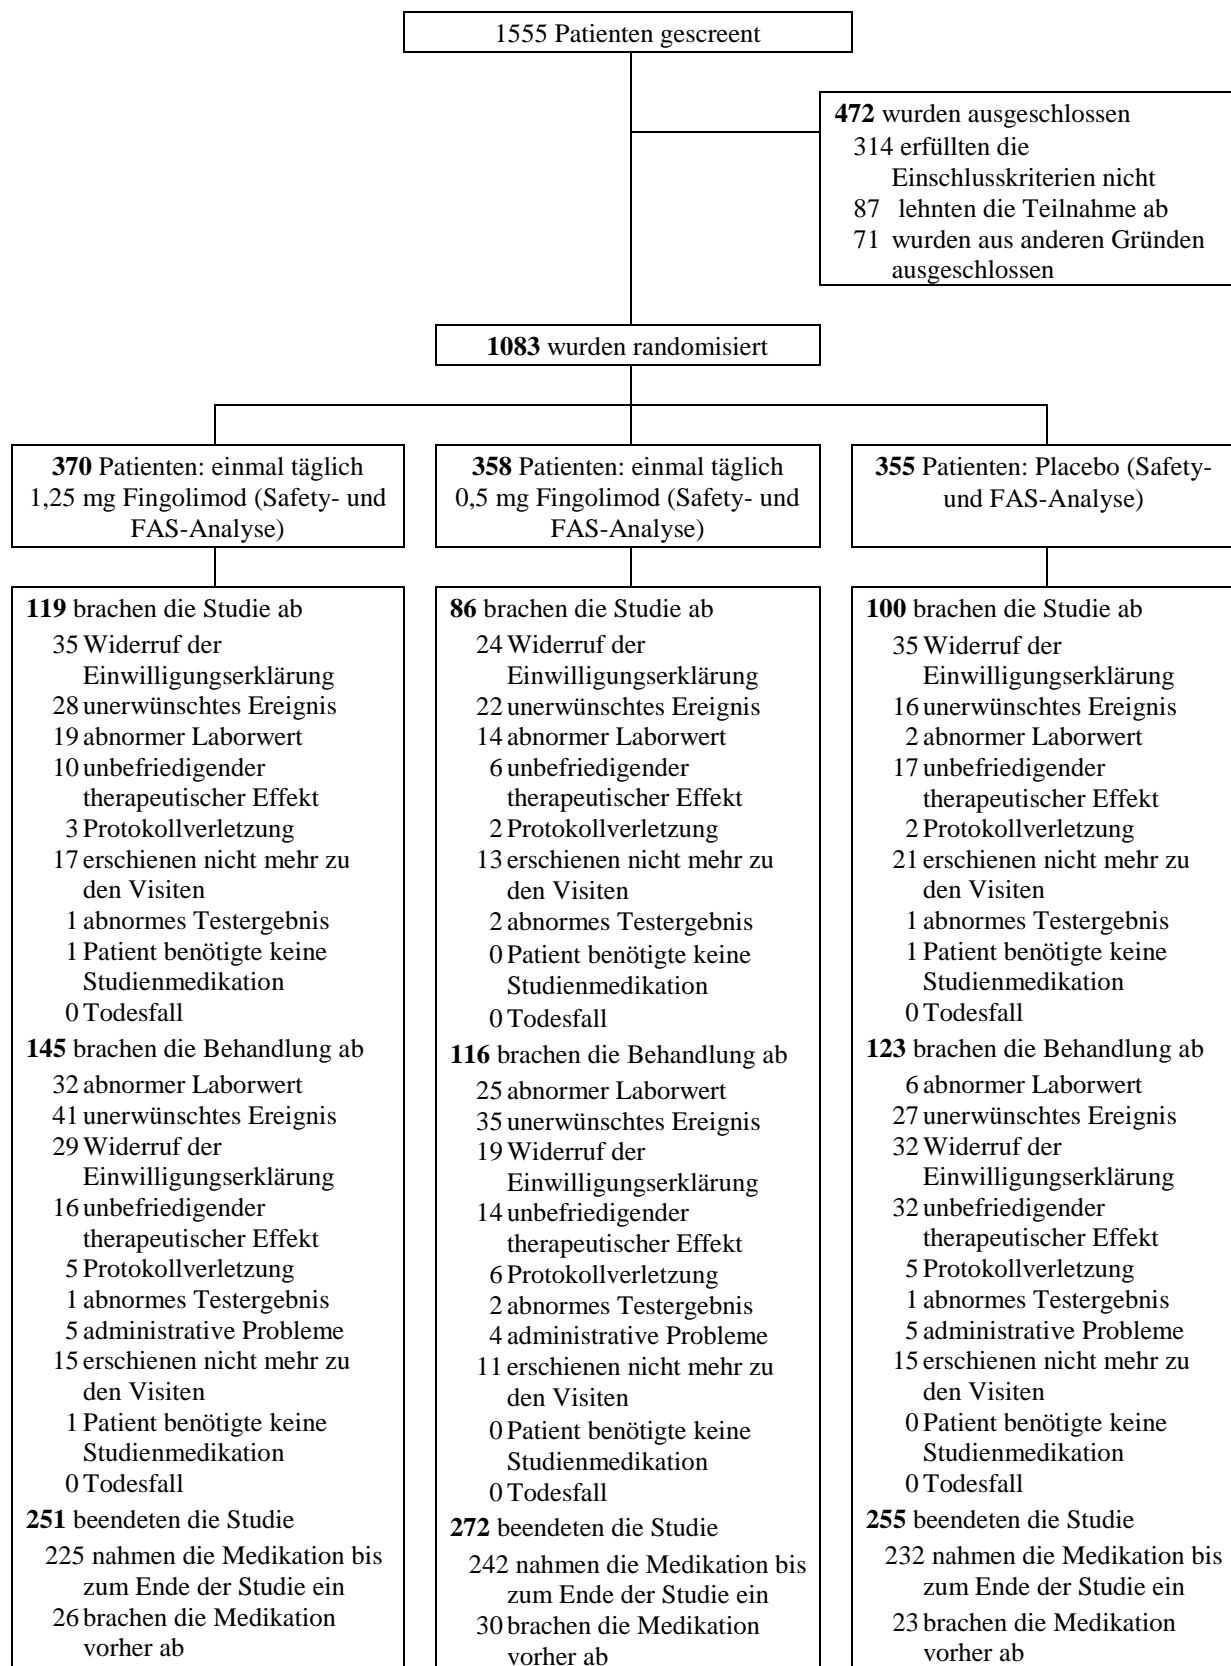 1555 Patienten gescreent
472 wurden ausgeschlossen
314 erfüllten die
Einschlusskriterien nicht
87 lehnten die Teilnahme ab
71 wurden aus anderen Gründen
ausgeschlossen
1083 wurden randomisiert
370 Patienten: einmal täglich
1,25 mg Fingolimod (Safety- und
FAS-Analyse)
358 Patienten: einmal täglich
0,5 mg Fingolimod (Safety- und
FAS-Analyse)
355 Patienten: Placebo (Safety-
und FAS-Analyse)
119 brachen die Studie ab
35 Widerruf der
Einwilligungserklärung
28 unerwünschtes Ereignis
19 abnormer Laborwert
10 unbefriedigender
therapeutischer Effekt
3 Protokollverletzung
17 erschienen nicht mehr zu
den Visiten
1 abnormes Testergebnis
1 Patient benötigte keine
Studienmedikation
0 Todesfall
145 brachen die Behandlung ab
32 abnormer Laborwert
41 unerwünschtes Ereignis
29 Widerruf der
Einwilligungserklärung
16 unbefriedigender
therapeutischer Effekt
5 Protokollverletzung
1 abnormes Testergebnis
5 administrative Probleme
15 erschienen nicht mehr zu
den Visiten
1 Patient benötigte keine
Studienmedikation
0 Todesfall
251 beendeten die Studie
225 nahmen die Medikation bis
zum Ende der Studie ein
26 brachen die Medikation
vorher ab
86 brachen die Studie ab
24 Widerruf der
Einwilligungserklärung
22 unerwünschtes Ereignis
14 abnormer Laborwert
6 unbefriedigender
therapeutischer Effekt
2 Protokollverletzung
13 erschienen nicht mehr zu
den Visiten
2 abnormes Testergebnis
0 Patient benötigte keine
Studienmedikation
0 Todesfall
116 brachen die Behandlung ab
25 abnormer Laborwert
35 unerwünschtes Ereignis
19 Widerruf der
Einwilligungserklärung
14 unbefriedigender
therapeutischer Effekt
6 Protokollverletzung
2 abnormes Testergebnis
4 administrative Probleme
11 erschienen nicht mehr zu
den Visiten
0 Patient benötigte keine
Studienmedikation
0 Todesfall
272 beendeten die Studie
242 nahmen die Medikation bis
zum Ende der Studie ein
30 brachen die Medikation
vorher ab
100 brachen die Studie ab
35 Widerruf der
Einwilligungserklärung
16 unerwünschtes Ereignis
2 abnormer Laborwert
17 unbefriedigender
therapeutischer Effekt
2 Protokollverletzung
21 erschienen nicht mehr zu
den Visiten
1 abnormes Testergebnis
1 Patient benötigte keine
Studienmedikation
0 Todesfall
123 brachen die Behandlung ab
6 abnormer Laborwert
27 unerwünschtes Ereignis
32 Widerruf der
Einwilligungserklärung
32 unbefriedigender
therapeutischer Effekt
5 Protokollverletzung
1 abnormes Testergebnis
5 administrative Probleme
15 erschienen nicht mehr zu
den Visiten
0 Patient benötigte keine
Studienmedikation
0 Todesfall
255 beendeten die Studie
232 nahmen die Medikation bis
zum Ende der Studie ein
23 brachen die Medikation
vorher ab